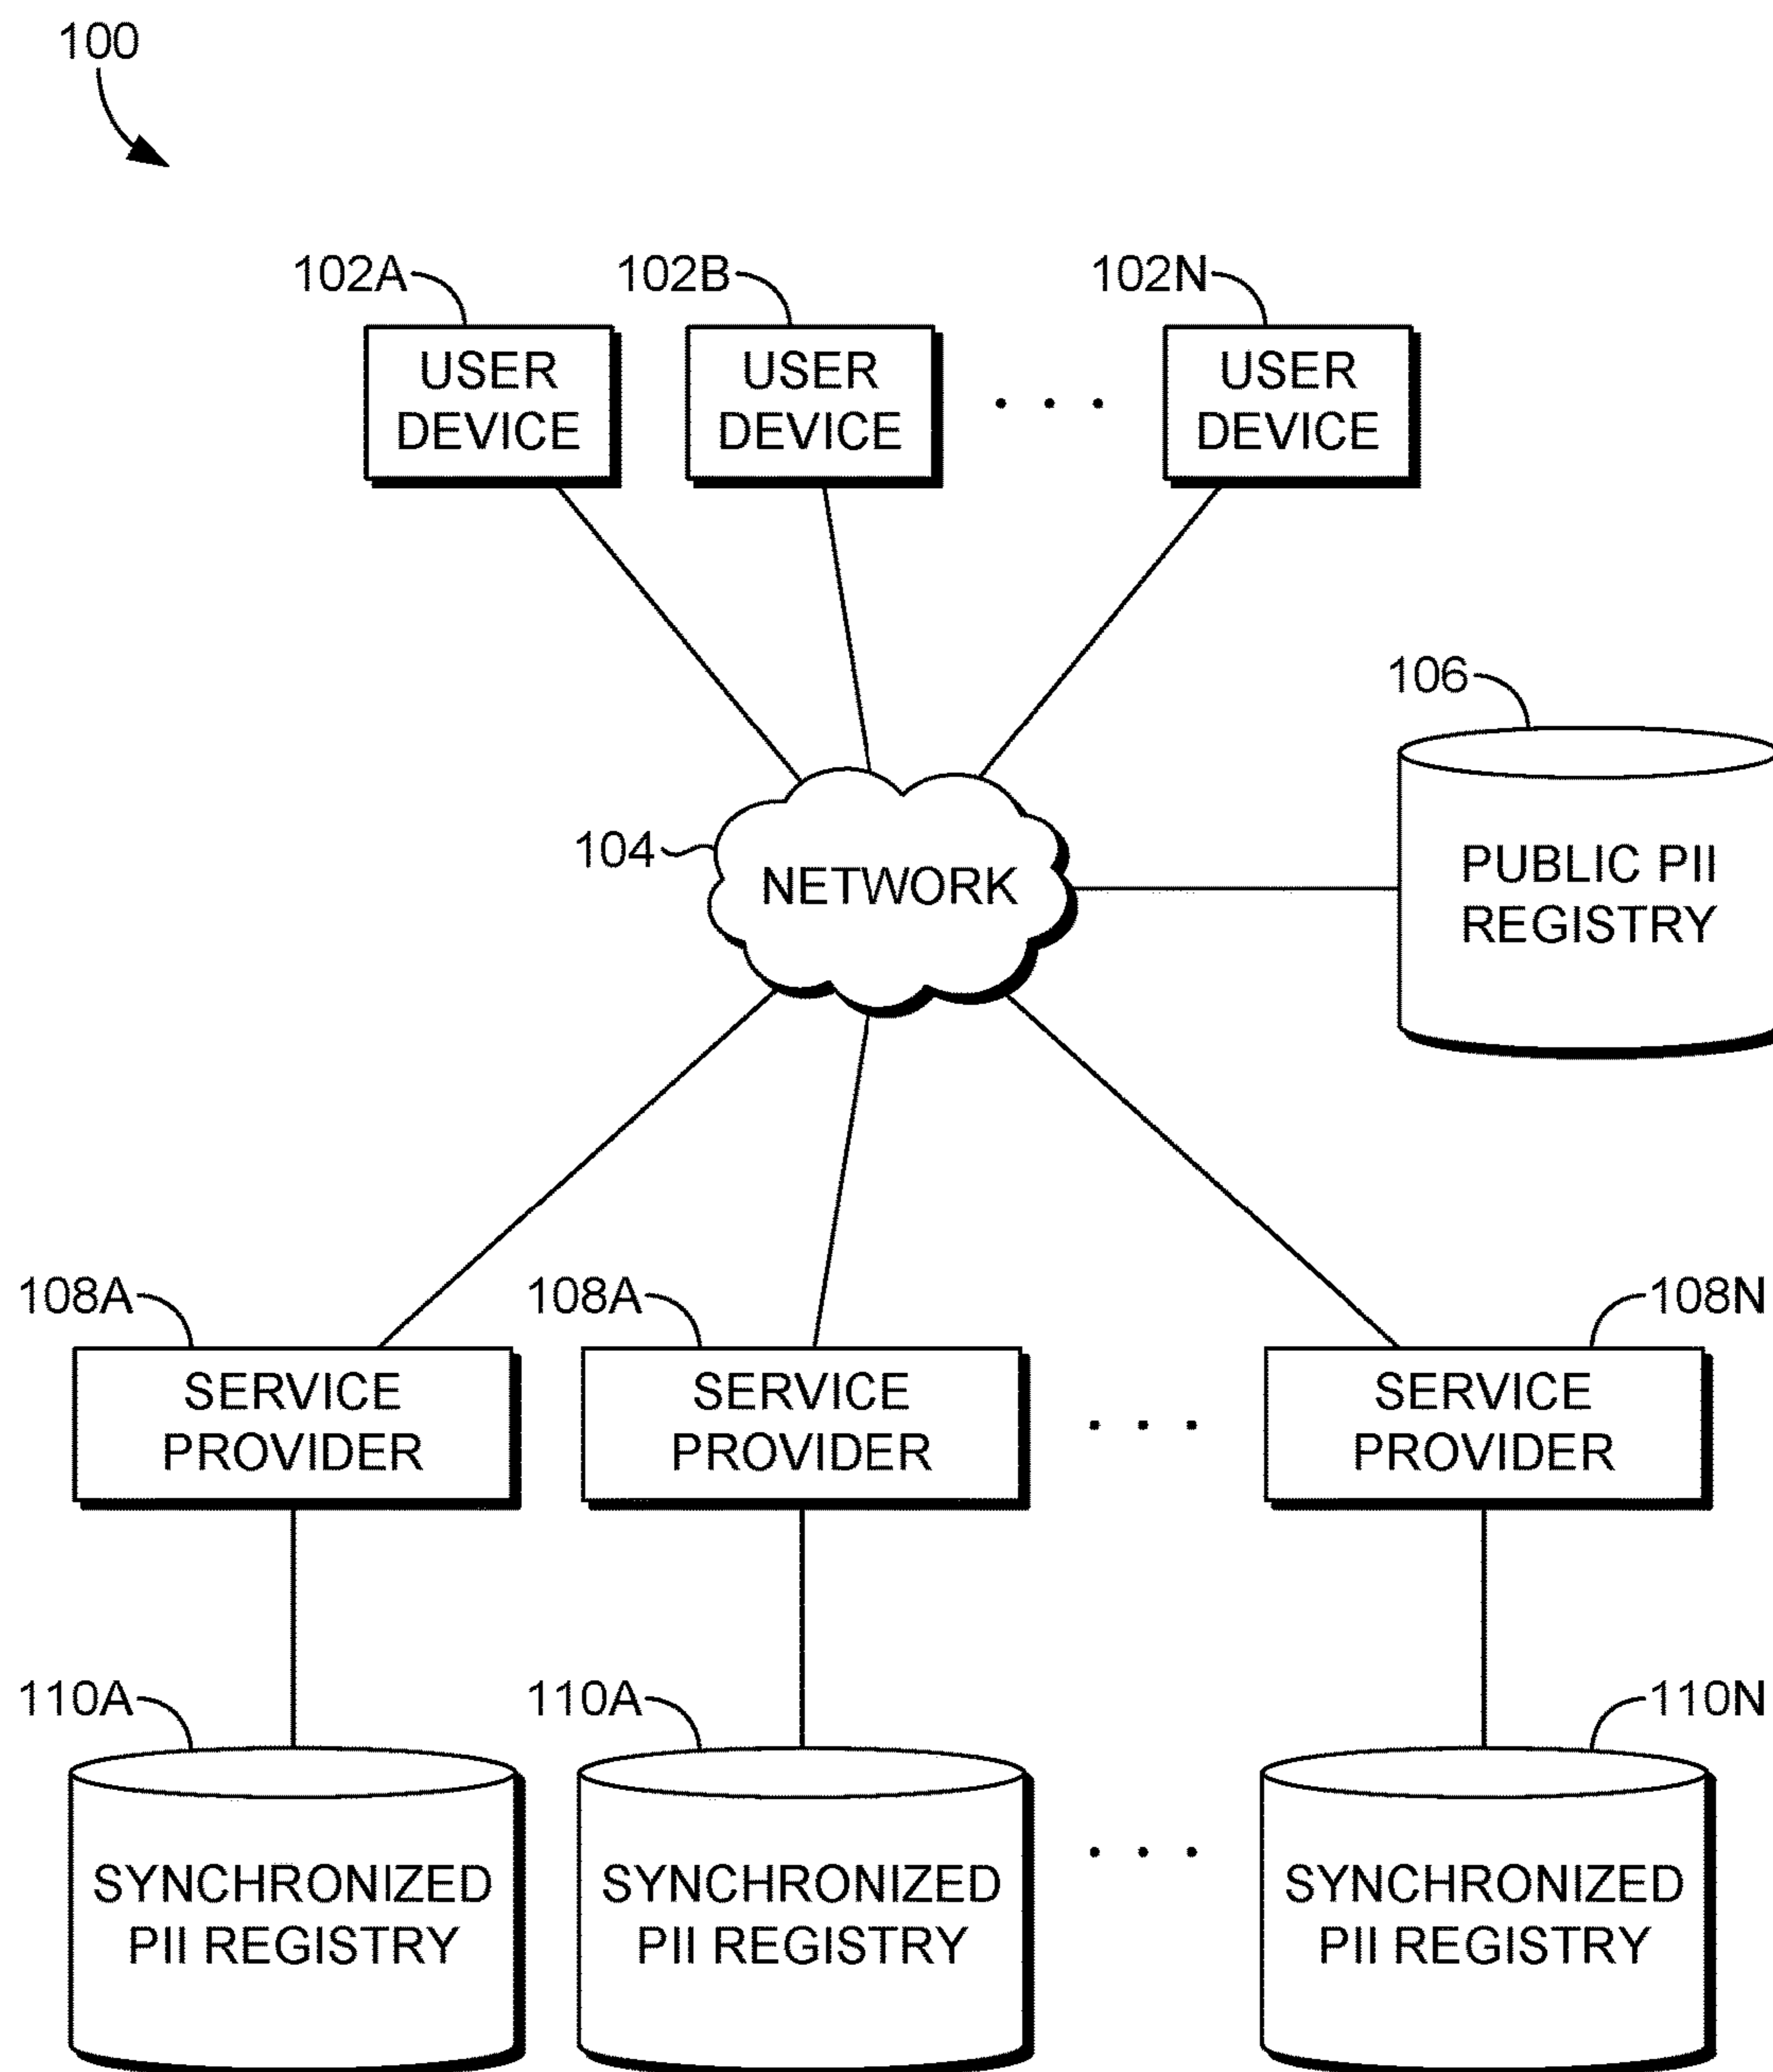 100
102A
102B
102N
USER
DEVICE
USER
DEVICE
. . .
USER
DEVICE
106
104
NETWORK
PUBLIC PII
REGISTRY
108A
108A
108N
SERVICE
PROVIDER
SERVICE
PROVIDER
. . .
SERVICE
PROVIDER
110A
110A
110N
SYNCHRONIZED
PII REGISTRY
SYNCHRONIZED
PII REGISTRY
. . .
SYNCHRONIZED
PII REGISTRY